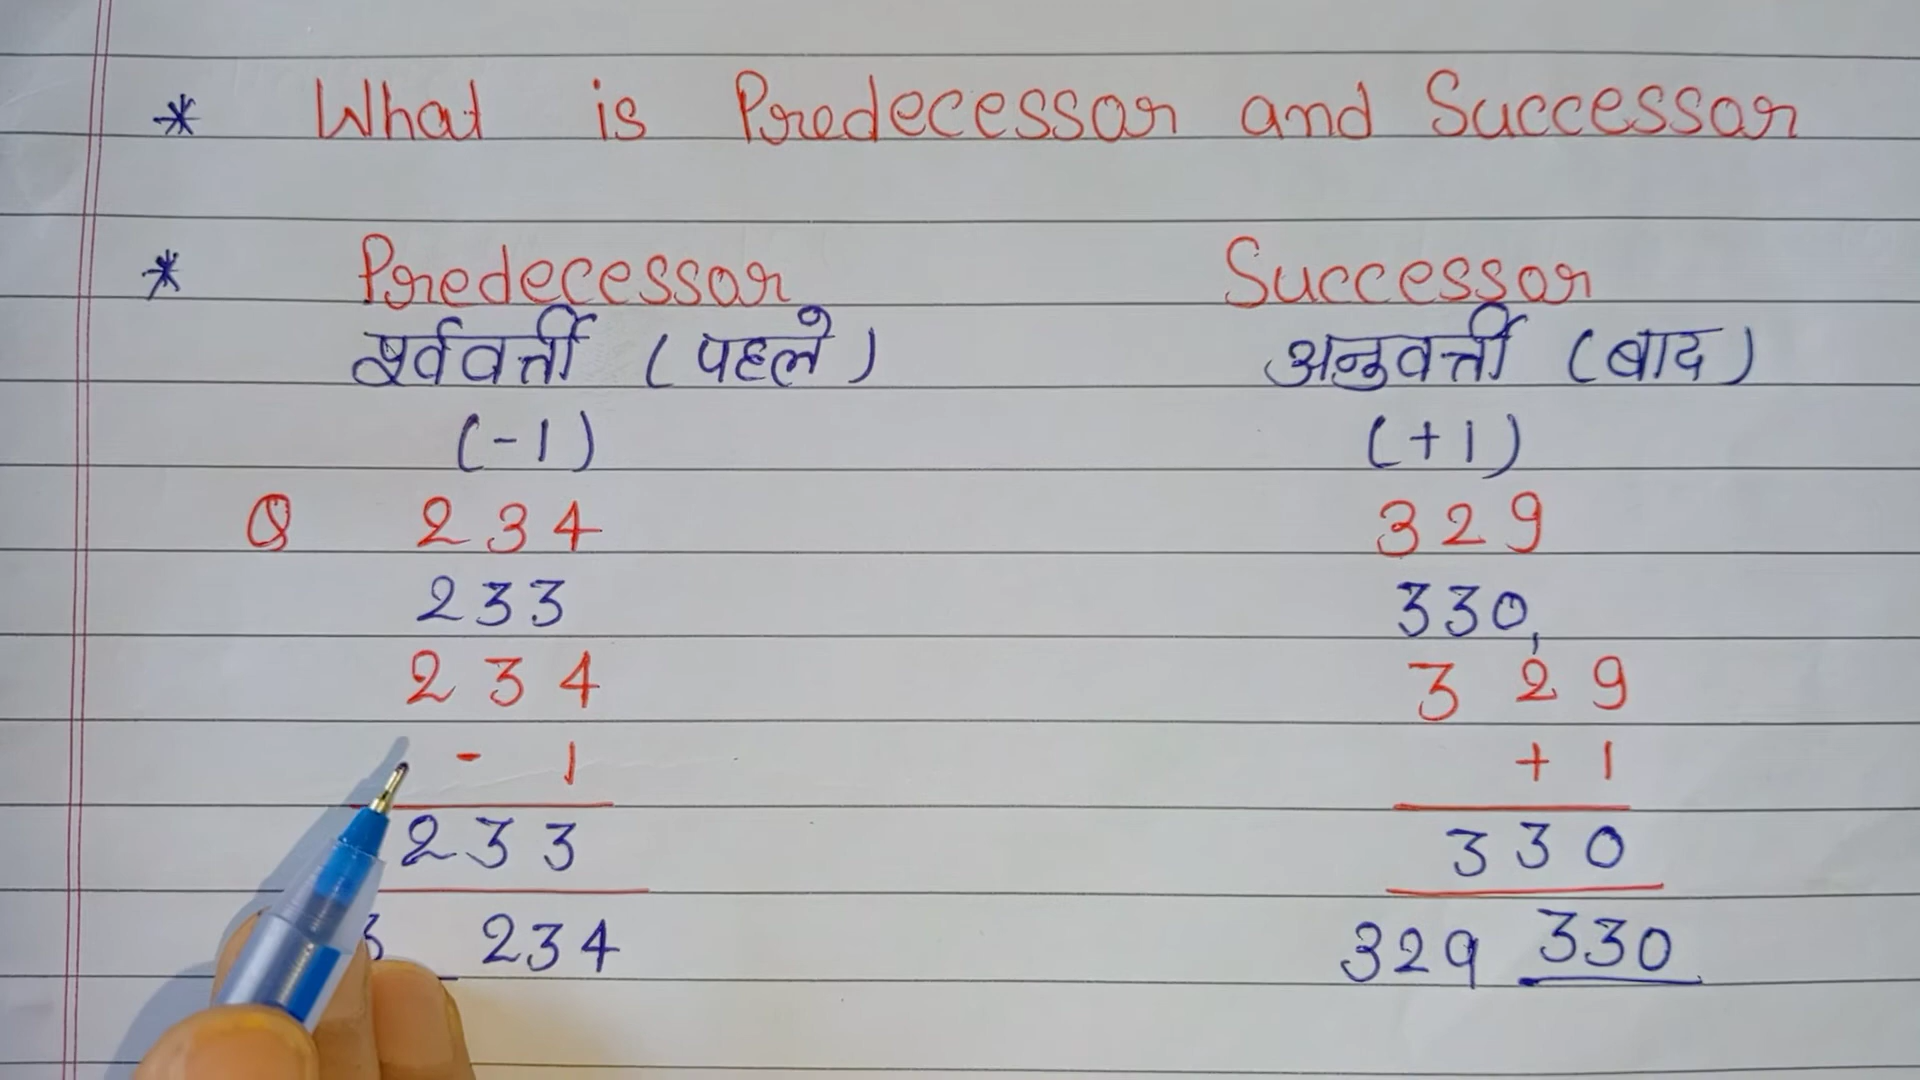 * What is Predecessor and Successor
* Predecessor Successor
पूर्ववर्त्ती (पहले) अनुवर्त्ती (बाद)
(-1) (+1)
Q 234 329
233 330,
234 329
- 1 + 1
233 330
3 234 329 330